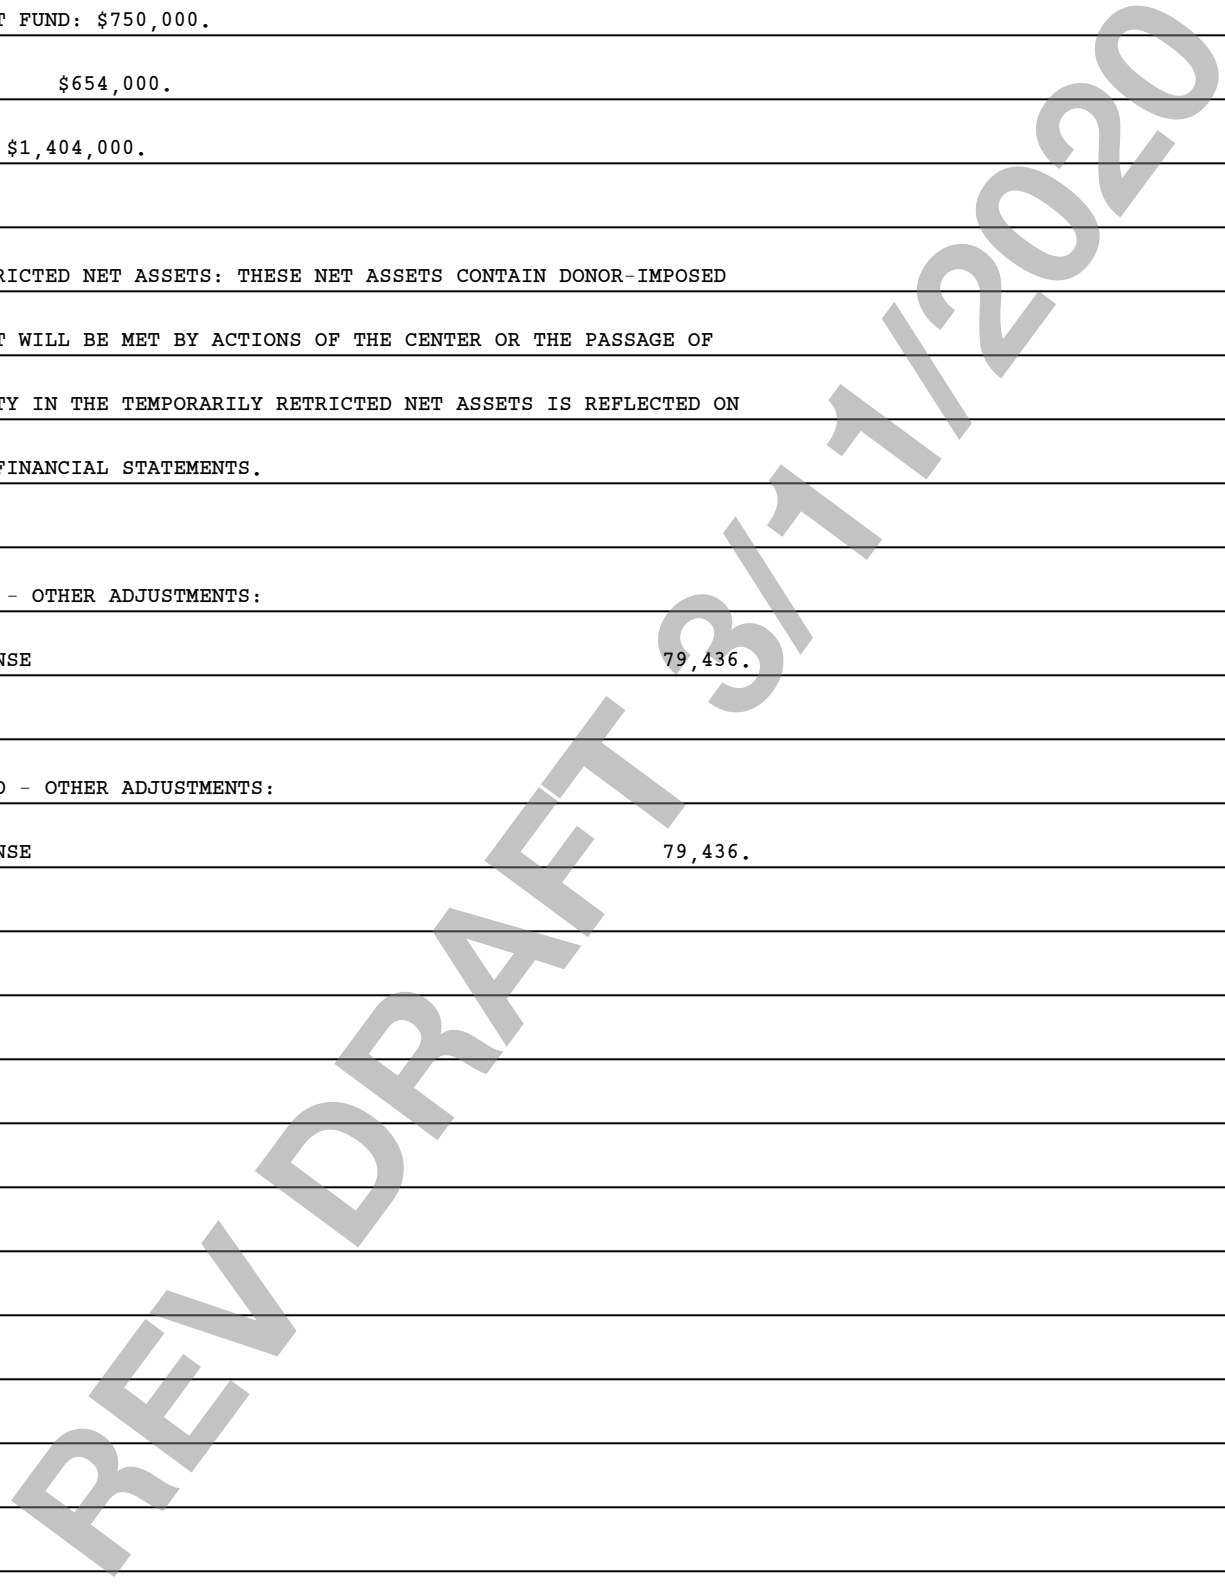 FUND: $750,000.
$654,000.
$1,404,000.
NET ASSETS: THESE NET ASSETS CONTAIN DONOR-IMPOSED
WILL BE MET BY ACTIONS OF THE CENTER OR THE PASSAGE OF
IN THE TEMPORARILY RETRICTED NET ASSETS IS REFLECTED ON
FINANCIAL STATEMENTS.
- OTHER ADJUSTMENTS:
NSE 79,436.
- OTHER ADJUSTMENTS:
NSE 79,436.
REV DRAFT 3/11/2020